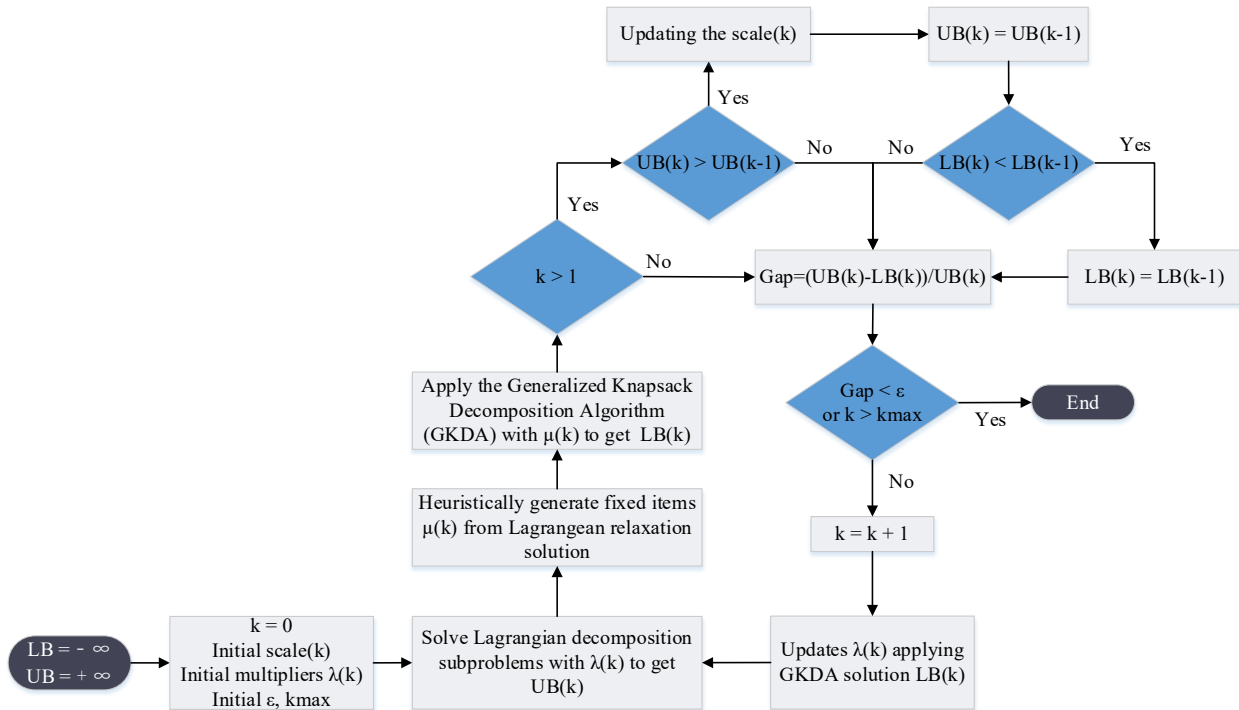 Updating the scale(k)
UB(k) = UB(k-1)
Yes
UB(k) > UB(k-1)
No
No
LB(k) < LB(k-1)
Yes
Yes
k > 1
No
Gap=(UB(k)-LB(k))/UB(k)
LB(k) = LB(k-1)
Apply the Generalized Knapsack
Decomposition Algorithm
(GKDA) with μ(k) to get LB(k)
Gap < ε
or k > kmax
Yes
End
No
Heuristically generate fixed items
μ(k) from Lagrangean relaxation
solution
k = k + 1
LB = - ∞
UB = + ∞
k = 0
Initial scale(k)
Initial multipliers λ(k)
Initial ε, kmax
Solve Lagrangian decomposition
subproblems with λ(k) to get
UB(k)
Updates λ(k) applying
GKDA solution LB(k)